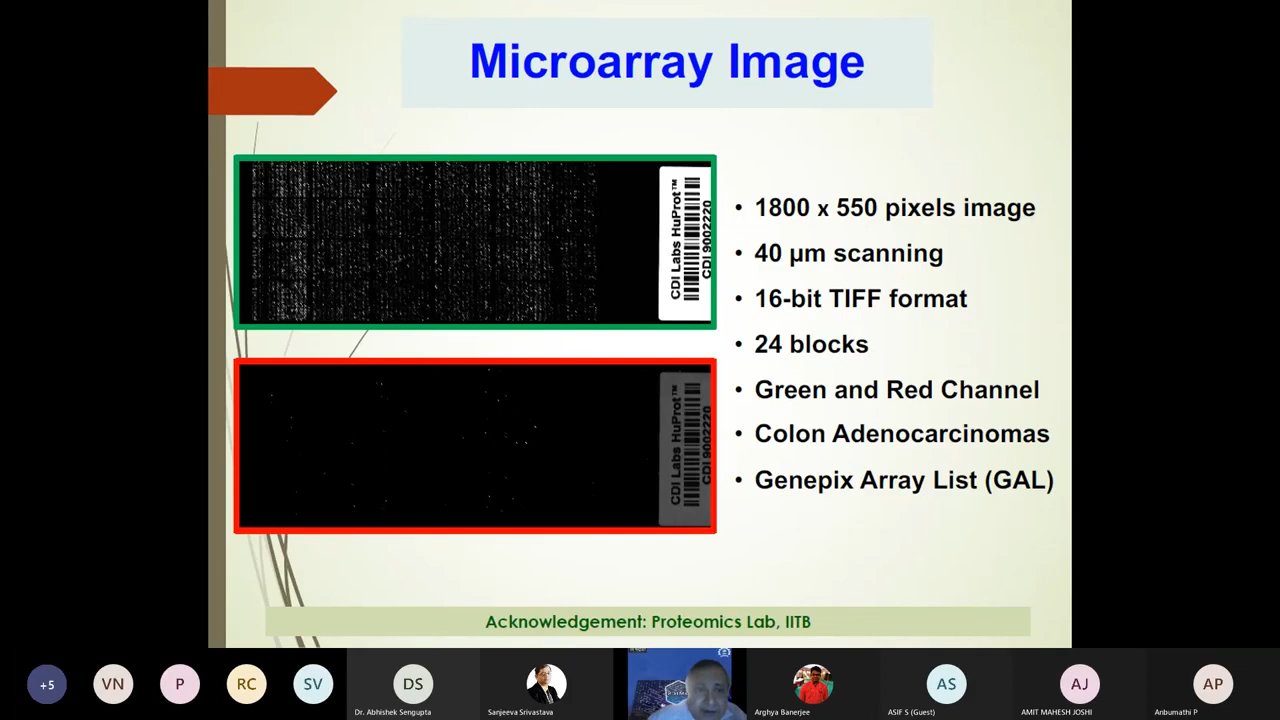 Microarray Image
CDI Labs HuProt™
CDI 9002220
CDI Labs HuProt™
CDI 9002220
• 1800 x 550 pixels image
• 40 µm scanning
• 16-bit TIFF format
• 24 blocks
• Green and Red Channel
• Colon Adenocarcinomas
• Genepix Array List (GAL)
Acknowledgement: Proteomics Lab, IITB
+5
VN
P
RC
SV
DS
AS
AJ
AP
Dr. Abhishek Sengupta
Sanjeeva Srivastava
Arghya Banerjee
ASIF S (Guest)
AMIT MAHESH JOSHI
Anbumathi P